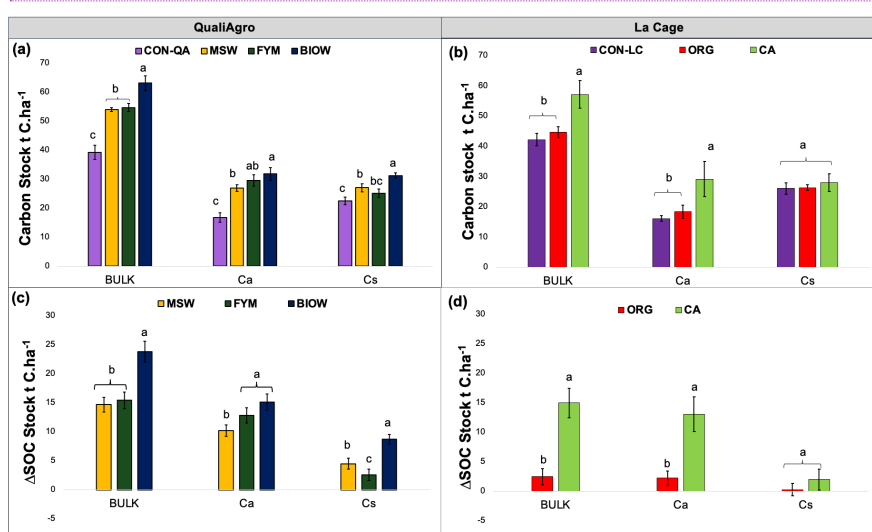 QualiAgro
La Cage
(a)
CON-QA MSW FYM BIOW
Carbon Stock t C.ha-1
70
60
50
40
30
20
10
0
c b a
c b ab a
c b bc a
BULK Ca Cs
(b)
CON-LC ORG CA
Carbon stock t C.ha-1
70
60
50
40
30
20
10
0
b a
b a
a
BULK Ca Cs
(c)
MSW FYM BIOW
ΔSOC Stock t C.ha-1
30
25
20
15
10
5
0
-5
b a
b a
b c a
BULK Ca Cs
(d)
ORG CA
ΔSOC Stock t C.ha-1
30
25
20
15
10
5
0
-5
b a
b a
a
BULK Ca Cs